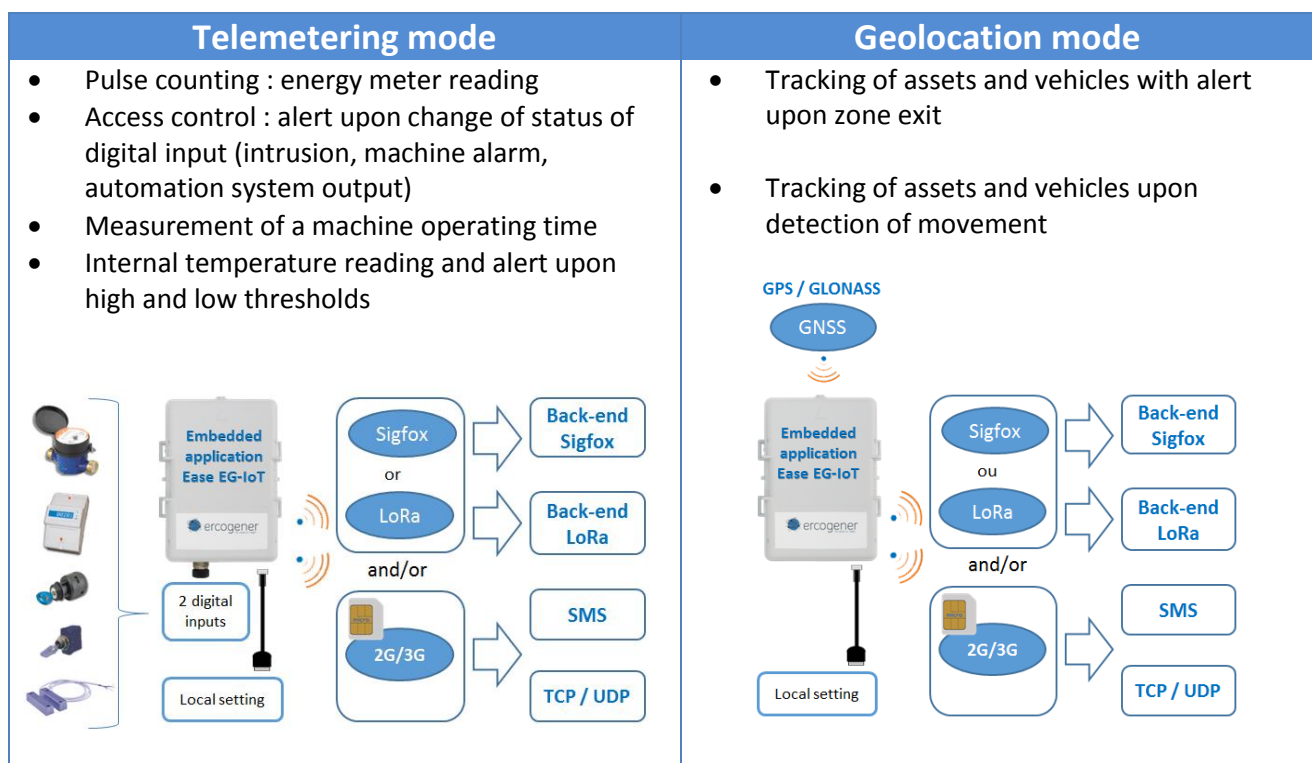 Telemetering mode
• Pulse counting : energy meter reading
• Access control : alert upon change of status of
digital input (intrusion, machine alarm,
automation system output)
• Measurement of a machine operating time
• Internal temperature reading and alert upon
high and low thresholds
Embedded
application
Ease EG-IoT
ercogener
2 digital
inputs
Local setting
Sigfox
or
LoRa
and/or
2G/3G
Back-end
Sigfox
Back-end
LoRa
SMS
TCP / UDP
Geolocation mode
• Tracking of assets and vehicles with alert
upon zone exit
• Tracking of assets and vehicles upon
detection of movement
GPS / GLONASS
GNSS
Embedded
application
Ease EG-IoT
ercogener
Local setting
Sigfox
ou
LoRa
and/or
2G/3G
Back-end
Sigfox
Back-end
LoRa
SMS
TCP / UDP